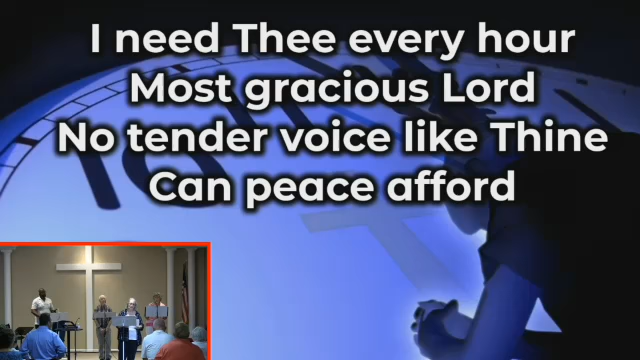 I need Thee every hour
Most gracious Lord
No tender voice like Thine
Can peace afford